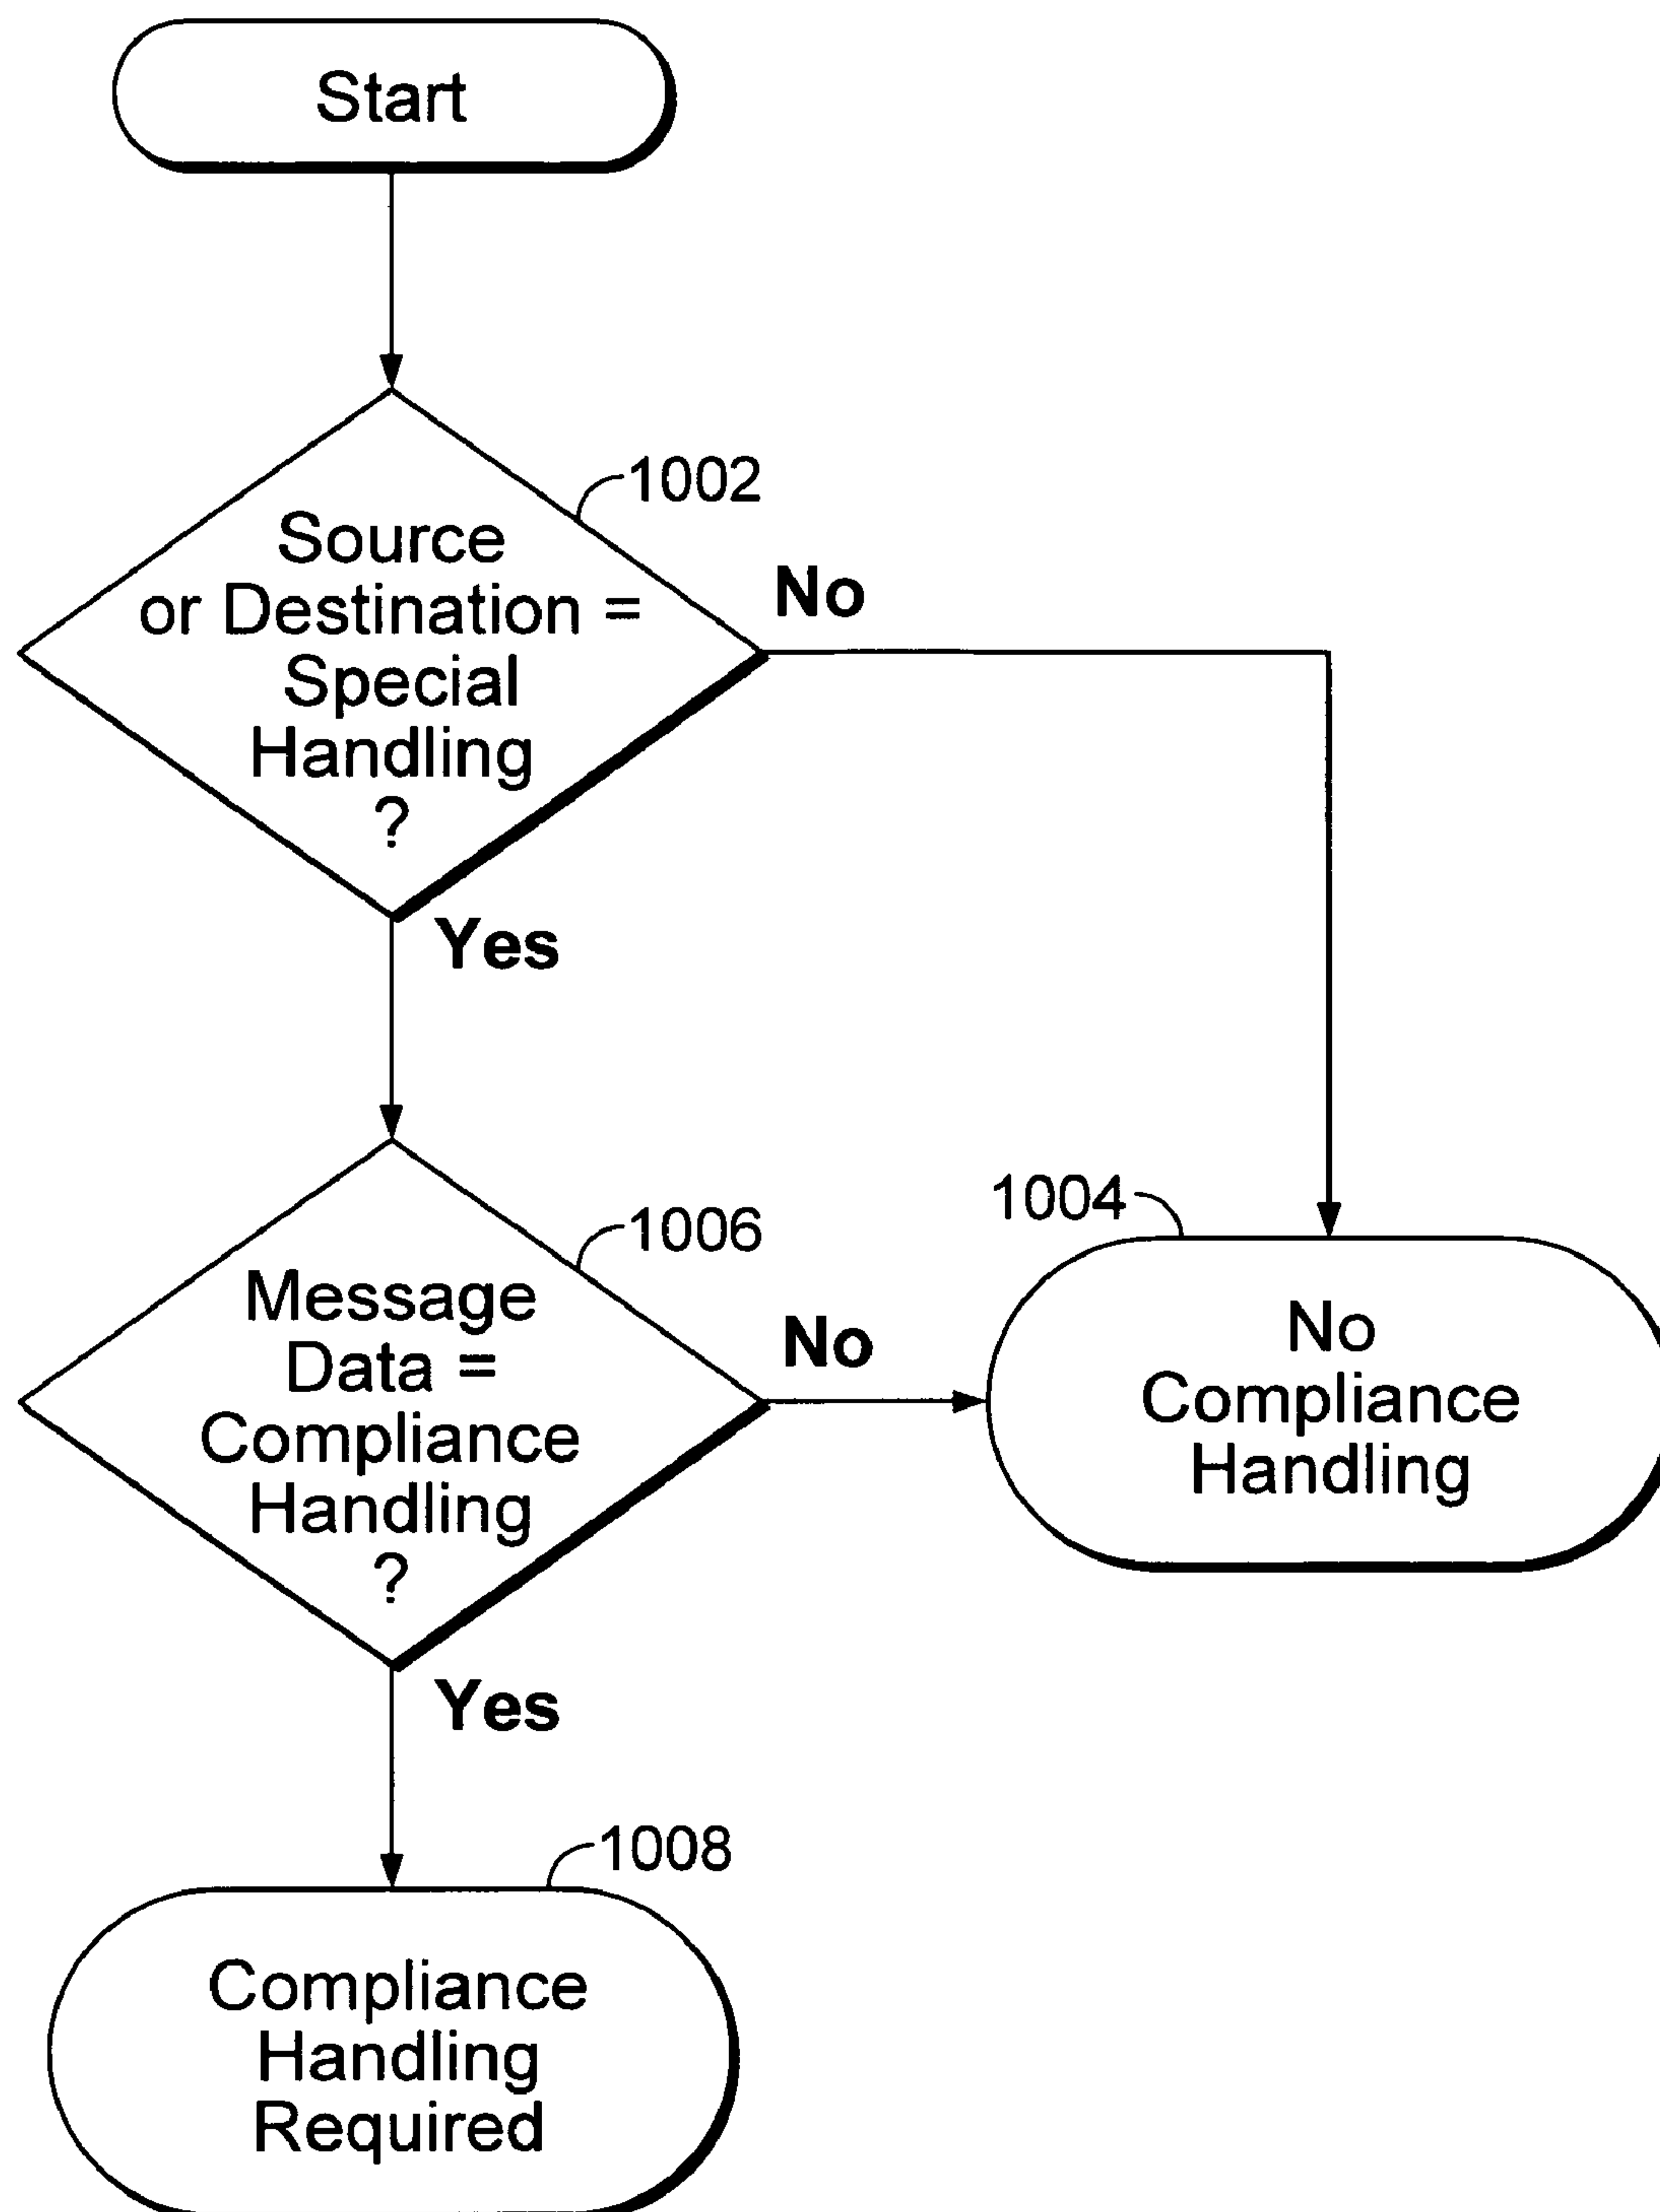 Start
1002
Source
or Destination =
Special
Handling
?
No
Yes
1006
Message
Data =
Compliance
Handling
?
No
1004
No
Compliance
Handling
Yes
1008
Compliance
Handling
Required